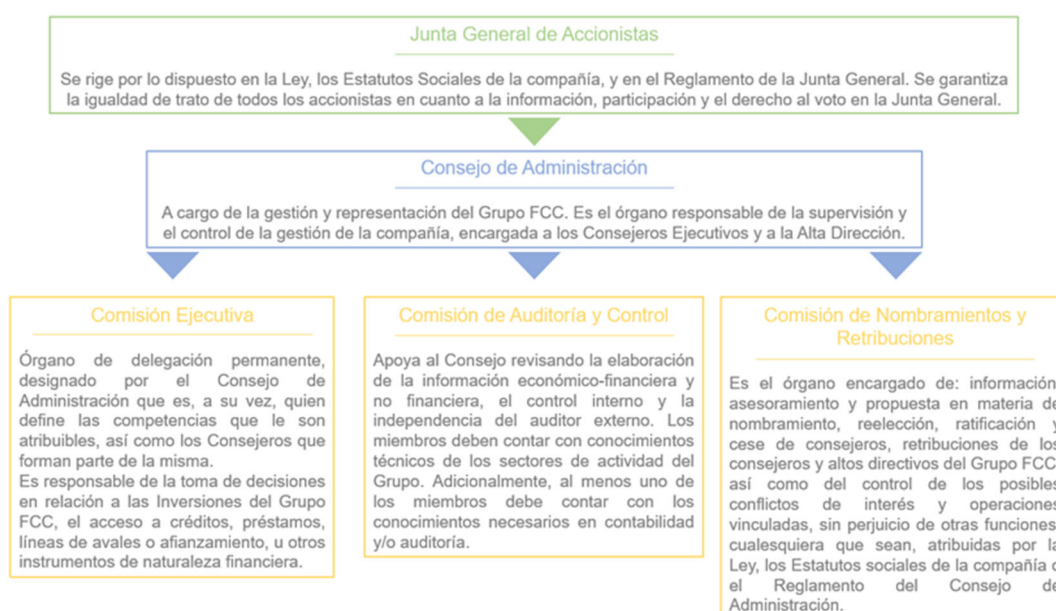 Junta General de Accionistas
Se rige por lo dispuesto en la Ley, los Estatutos Sociales de la compañía, y en el Reglamento de la Junta General. Se garantiza
la igualdad de trato de todos los accionistas en cuanto a la información, participación y el derecho al voto en la Junta General.
Consejo de Administración
A cargo de la gestión y representación del Grupo FCC. Es el órgano responsable de la supervisión y
el control de la gestión de la compañía, encargada a los Consejeros Ejecutivos y a la Alta Dirección.
Comisión Ejecutiva
Órgano de delegación permanente,
designado por el Consejo de
Administración que es, a su vez, quien
define las competencias que le son
atribuibles, así como los Consejeros que
forman parte de la misma.
Es responsable de la toma de decisiones
en relación a las Inversiones del Grupo
FCC, el acceso a créditos, préstamos,
líneas de avales o afianzamiento, u otros
instrumentos de naturaleza financiera.
Comisión de Auditoría y Control
Apoya al Consejo revisando la elaboración
de la información económico-financiera y
no financiera, el control interno y la
independencia del auditor externo. Los
miembros deben contar con conocimientos
técnicos de los sectores de actividad del
Grupo. Adicionalmente, al menos uno de
los miembros debe contar con los
conocimientos necesarios en contabilidad
y/o auditoría.
Comisión de Nombramientos y
Retribuciones
Es el órgano encargado de: información
asesoramiento y propuesta en materia de
nombramiento, reelección, ratificación y
cese de consejeros, retribuciones de los
consejeros y altos directivos del Grupo FCC
así como del control de los posibles
conflictos de interés y operaciones
vinculadas, sin perjuicio de otras funciones
cualesquiera que sean, atribuidas por la
Ley, los Estatutos sociales de la compañía
el Reglamento del Consejo de
Administración.